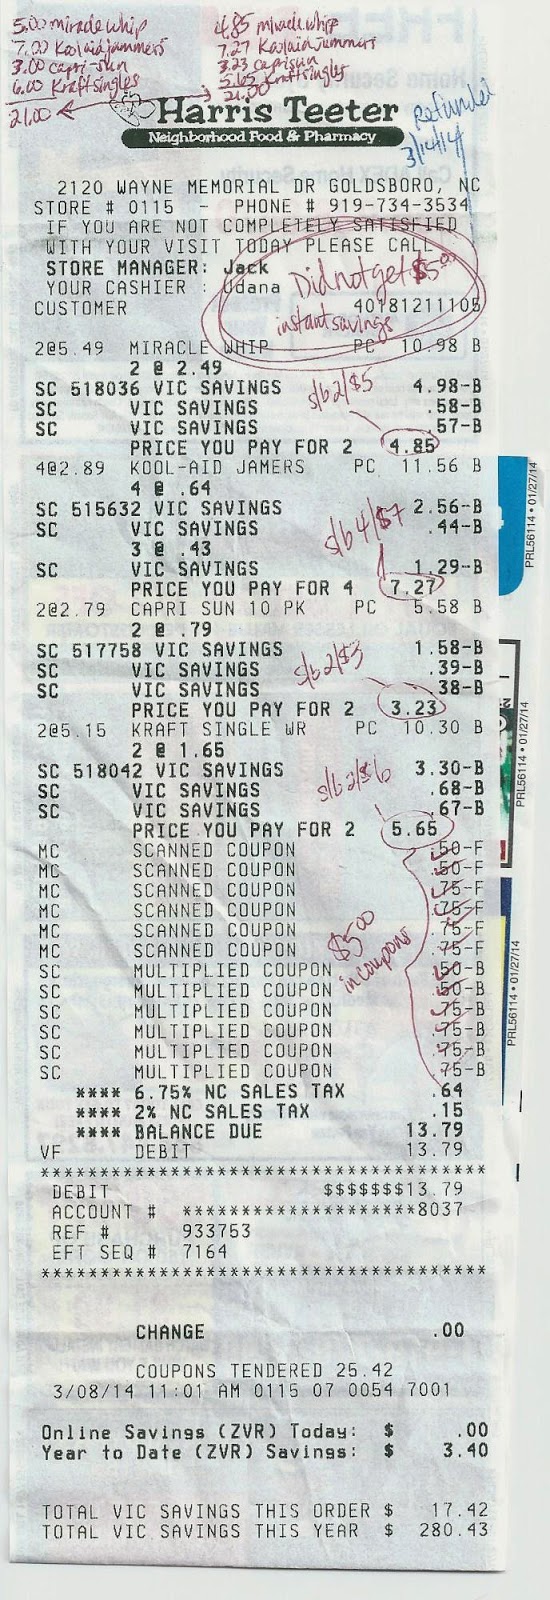 5.00 miracle whip 4.85 miracle whip
7.00 Koolaid jammers 7.27 Koolaid jammers
3.00 capri-sun 3.23 caprisun
6.00 Kraft singles 5.65 Kraft singles
21.00 21.00
Harris Teeter
Neighborhood Food & Pharmacy
Refunded
3/14/14
2120 WAYNE MEMORIAL DR GOLDSBORO, NC
STORE # 0115 - PHONE # 919-734-3534
IF YOU ARE NOT COMPLETELY SATISFIED
WITH YOUR VISIT TODAY PLEASE CALL
STORE MANAGER: Jack
YOUR CASHIER : Udana
CUSTOMER 40181211105
Did not get $5.00
instant savings
2@5.49 MIRACLE WHIP PC 10.98 B
2 @ 2.49
SC 518036 VIC SAVINGS 4.98-B
SC VIC SAVINGS .58-B
SC VIC SAVINGS .57-B
PRICE YOU PAY FOR 2 4.85
s/b 2/$5
4@2.89 KOOL-AID JAMERS PC 11.56 B
4 @ .64
SC 515632 VIC SAVINGS 2.56-B
SC VIC SAVINGS .44-B
3 @ .43
SC VIC SAVINGS 1.29-B
PRICE YOU PAY FOR 4 7.27
s/b 4/$7
2@2.79 CAPRI SUN 10 PK PC 5.58 B
2 @ .79
SC 517758 VIC SAVINGS 1.58-B
SC VIC SAVINGS .39-B
SC VIC SAVINGS .38-B
PRICE YOU PAY FOR 2 3.23
s/b 2/$3
2@5.15 KRAFT SINGLE WR PC 10.30 B
2 @ 1.65
SC 518042 VIC SAVINGS 3.30-B
SC VIC SAVINGS .68-B
SC VIC SAVINGS .67-B
PRICE YOU PAY FOR 2 5.65
s/b 2/$6
MC SCANNED COUPON .50-F
MC SCANNED COUPON .50-F
MC SCANNED COUPON .75-F
MC SCANNED COUPON .75-F
MC SCANNED COUPON .75-F
MC SCANNED COUPON .75-F
SC MULTIPLIED COUPON .50-B
SC MULTIPLIED COUPON .50-B
SC MULTIPLIED COUPON .75-B
SC MULTIPLIED COUPON .75-B
SC MULTIPLIED COUPON .75-B
SC MULTIPLIED COUPON .75-B
$5.00
in coupons
**** 6.75% NC SALES TAX .64
**** 2% NC SALES TAX .15
**** BALANCE DUE 13.79
VF DEBIT 13.79
****************************************
DEBIT $$$$$$$13.79
ACCOUNT # *********************8037
REF # 933753
EFT SEQ # 7164
****************************************
CHANGE .00
COUPONS TENDERED 25.42
3/08/14 11:01 AM 0115 07 0054 7001
Online Savings (ZVR) Today: $ .00
Year to Date (ZVR) Savings: $ 3.40
TOTAL VIC SAVINGS THIS ORDER $ 17.42
TOTAL VIC SAVINGS THIS YEAR $ 280.43
PRL56114 • 01/27/14
PRL56114 • 01/27/14
PRL56114 • 01/27/14